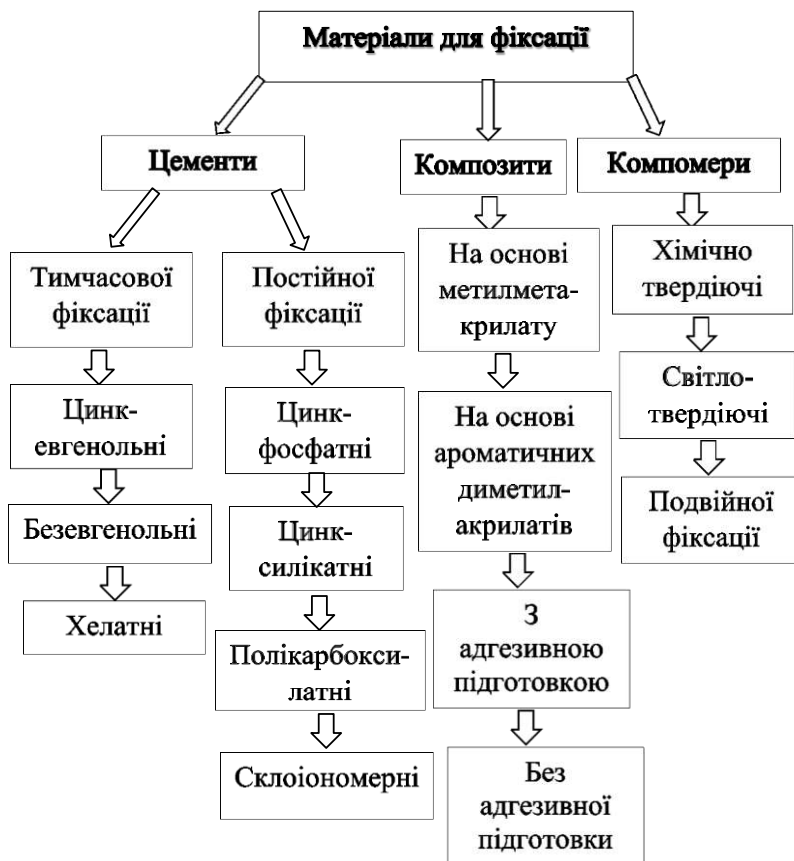 Матеріали для фіксації
Цементи
Композити
Компомери
Тимчасової
фіксації
Постійної
фіксації
На основі
метилмета-
крилату
Хімічно
твердіючі
Цинк-
евгенольні
Цинк-
фосфатні
На основі
ароматичних
диметил-
акрилатів
Світло-
твердіючі
Безевгенольні
Цинк-
силікатні
Подвійної
фіксації
Хелатні
Полікарбокси-
латні
З
адгезивною
підготовкою
Склоіономерні
Без
адгезивної
підготовки